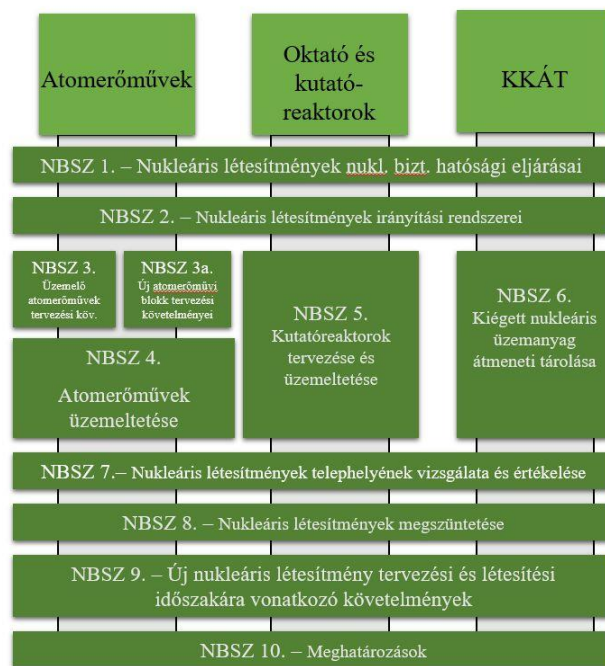 Atomerőművek
Oktató és
kutató-
reaktorok
KKÁT
NBSZ 1. – Nukleáris létesítmények nukl. bizt. hatósági eljárásai
NBSZ 2. – Nukleáris létesítmények irányítási rendszerei
NBSZ 3.
Üzemelő
atomerőművek
tervezési köv.
NBSZ 3a.
Új atomerőművi
blokk tervezési
követelményei
NBSZ 4.
Atomerőművek
üzemeltetése
NBSZ 5.
Kutatóreaktorok
tervezése és
üzemeltetése
NBSZ 6.
Kiégett nukleáris
üzemanyag
átmeneti tárolása
NBSZ 7.– Nukleáris létesítmények telephelyének vizsgálata és értékelése
NBSZ 8. – Nukleáris létesítmények megszüntetése
NBSZ 9. – Új nukleáris létesítmény tervezési és létesítési
időszakára vonatkozó követelmények
NBSZ 10. – Meghatározások